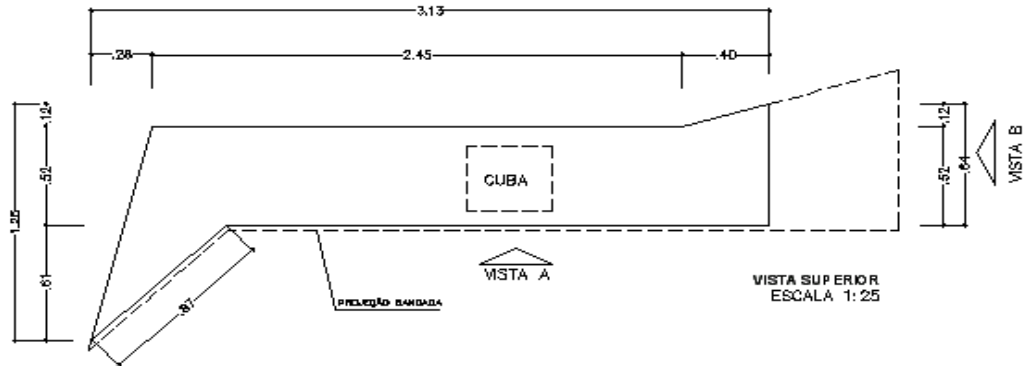 3.13
.28
2.45
.40
.12
.12
.52
CUBA
.52
.64
VISTA B
1.25
.61
VISTA A
.87
PROJEÇÃO BANCADA
VISTA SUPERIOR
ESCALA 1:25